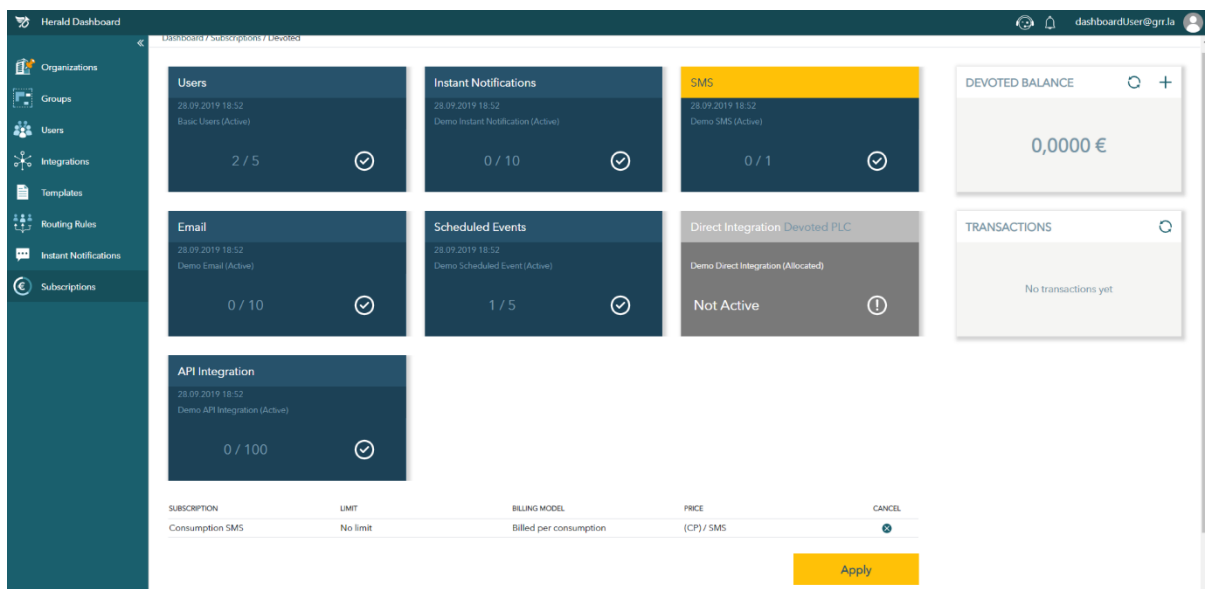 Herald Dashboard
dashboardUser@grr.la
Dashboard / Subscriptions / Devoted
Organizations
Groups
Users
Integrations
Templates
Routing Rules
Instant Notifications
Subscriptions
Users
28.09.2019 18:52
Basic Users (Active)
2 / 5
Instant Notifications
28.09.2019 18:52
Demo Instant Notification (Active)
0 / 10
SMS
28.09.2019 18:52
Demo SMS (Active)
0 / 1
DEVOTED BALANCE
0,0000 €
Email
28.09.2019 18:52
Demo Email (Active)
0 / 10
Scheduled Events
28.09.2019 18:52
Demo Scheduled Event (Active)
1 / 5
Direct Integration Devoted PLC
Demo Direct Integration (Allocated)
Not Active
TRANSACTIONS
No transactions yet
API Integration
28.09.2019 18:52
Demo API Integration (Active)
0 / 100
SUBSCRIPTION LIMIT BILLING MODEL PRICE CANCEL
Consumption SMS No limit Billed per consumption (CP) / SMS
Apply